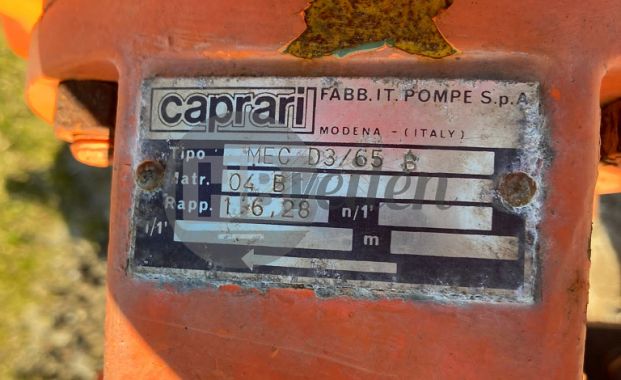 caprari FABB.IT. POMPE S.p.A
MODENA - (ITALY)
Tipo MEC D3/65 B
Matr. 04 B
Rapp. 1:6,28 n/1'
l/1' m